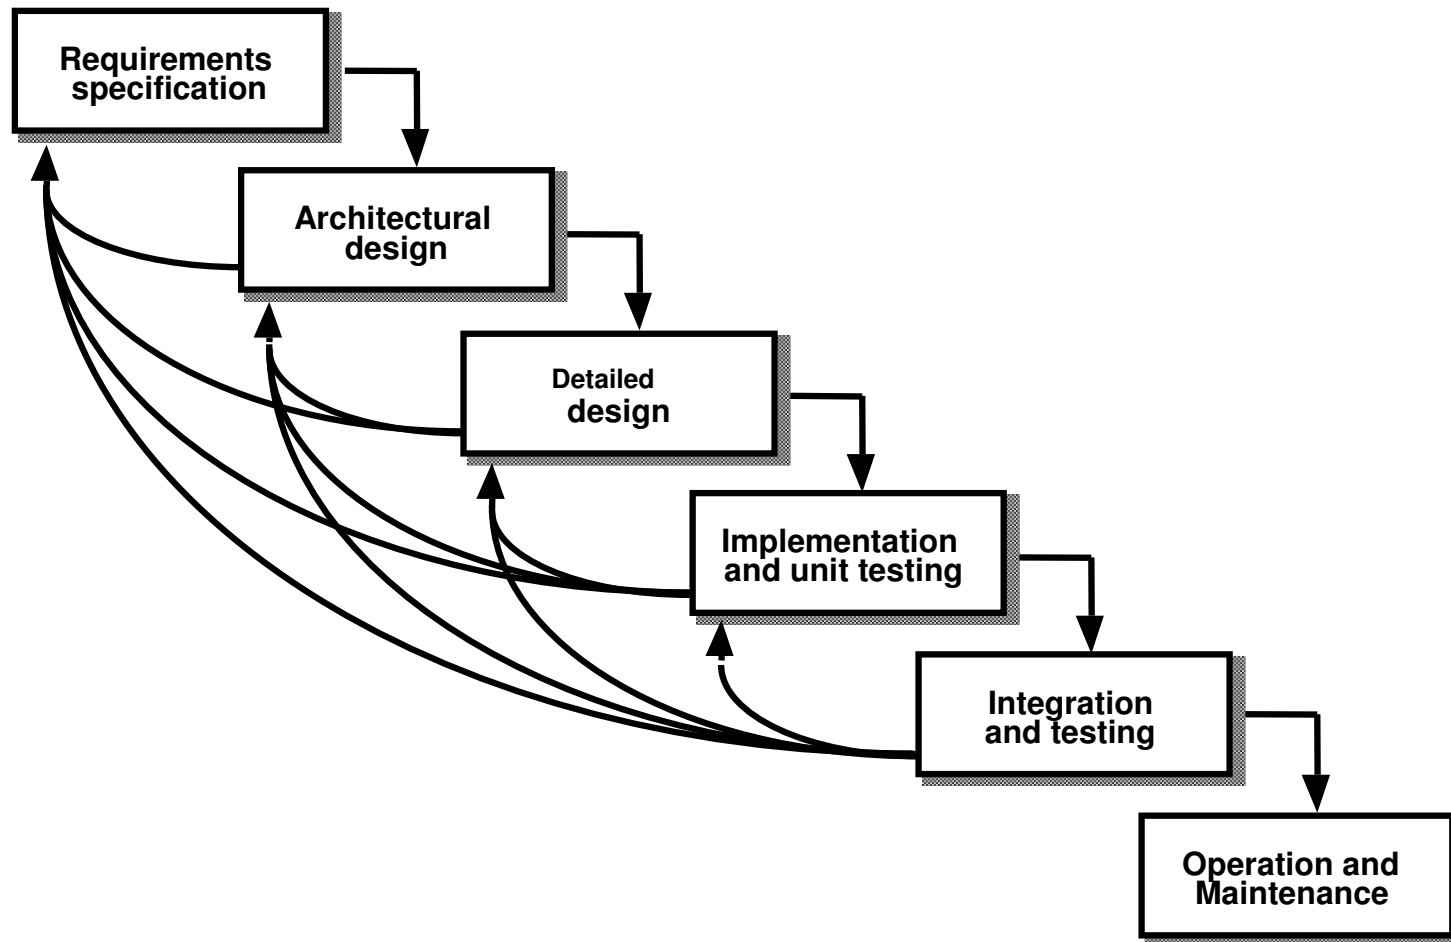 Requirements
specification
Architectural
design
Detailed
design
Implementation
and unit testing
Integration
and testing
Operation and
Maintenance